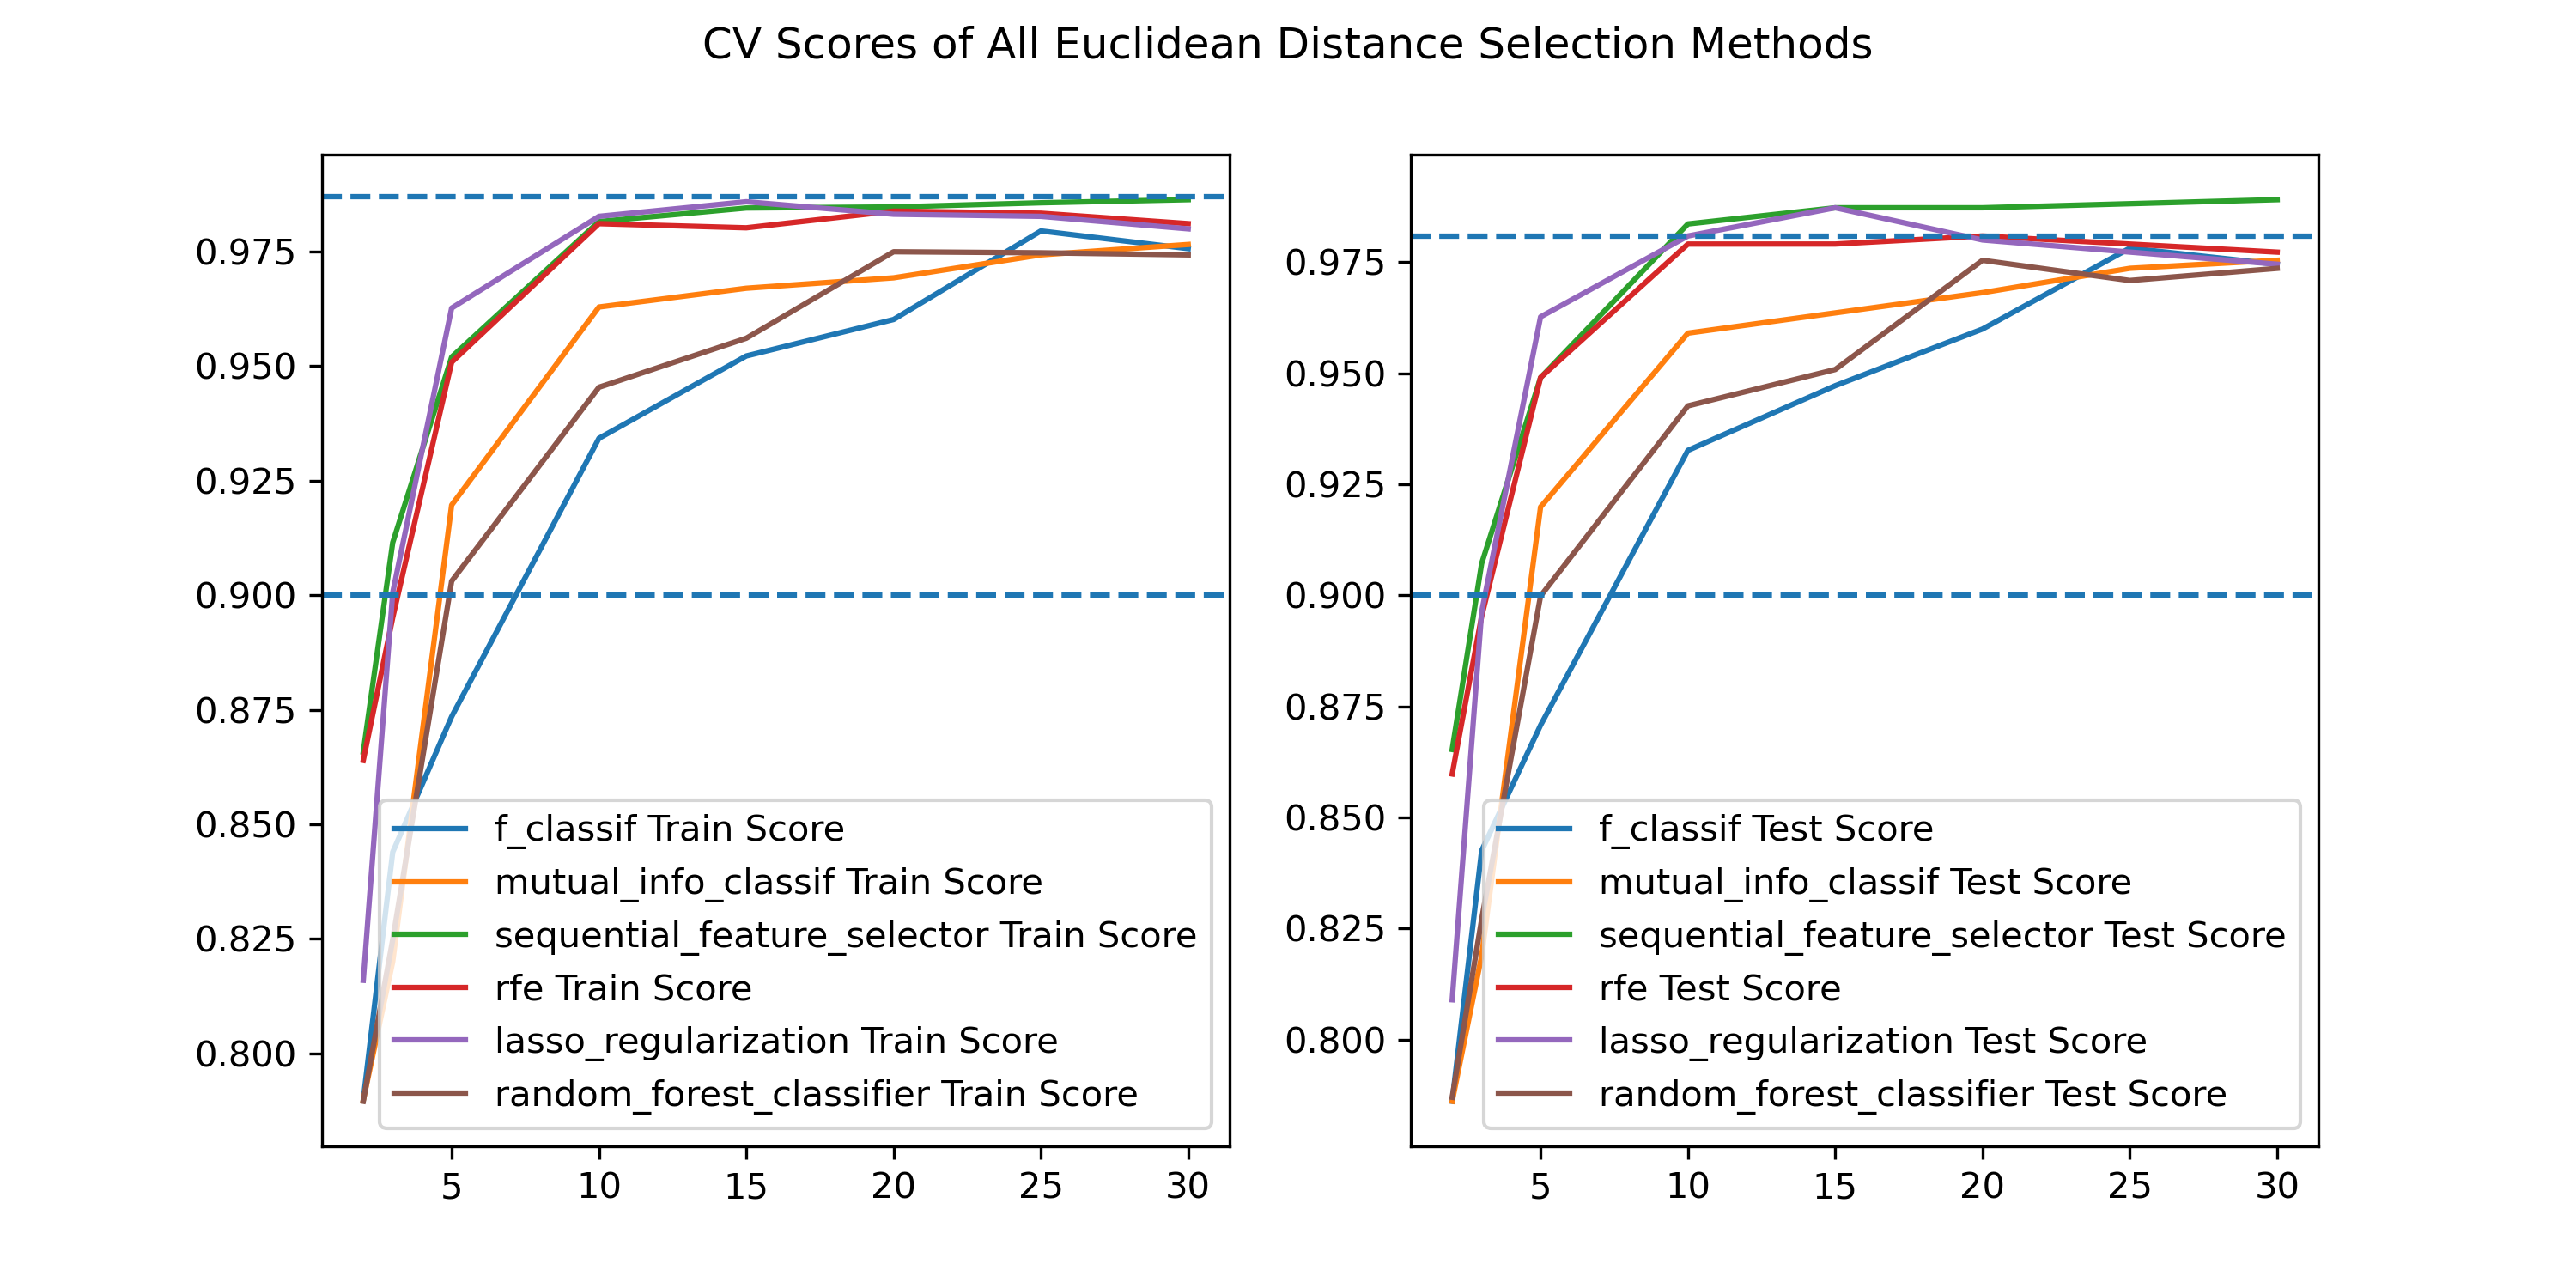 CV Scores of All Euclidean Distance Selection Methods
0.975
0.950
0.925
0.900
0.875
0.850
0.825
0.800
f_classif Train Score
mutual_info_classif Train Score
sequential_feature_selector Train Score
rfe Train Score
lasso_regularization Train Score
random_forest_classifier Train Score
5 10 15 20 25 30
0.975
0.950
0.925
0.900
0.875
0.850
0.825
0.800
f_classif Test Score
mutual_info_classif Test Score
sequential_feature_selector Test Score
rfe Test Score
lasso_regularization Test Score
random_forest_classifier Test Score
5 10 15 20 25 30